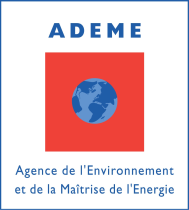 ADEME
Agence de l'Environnement
et de la Maîtrise de l'Energie